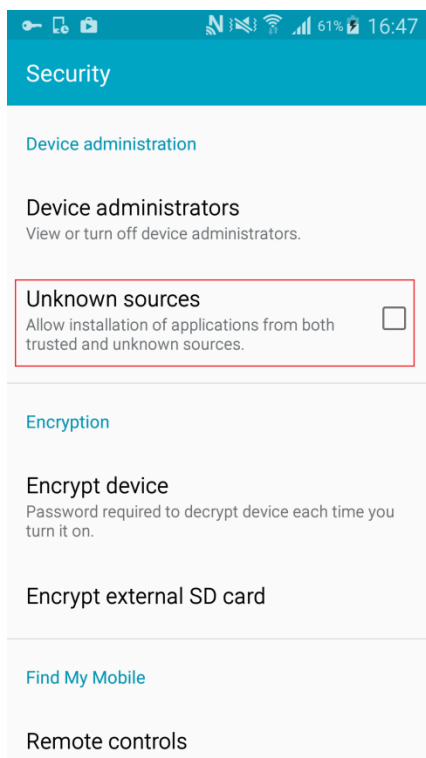 61% 16:47
Security
Device administration
Device administrators
View or turn off device administrators.
Unknown sources
Allow installation of applications from both
trusted and unknown sources.
Encryption
Encrypt device
Password required to decrypt device each time you
turn it on.
Encrypt external SD card
Find My Mobile
Remote controls